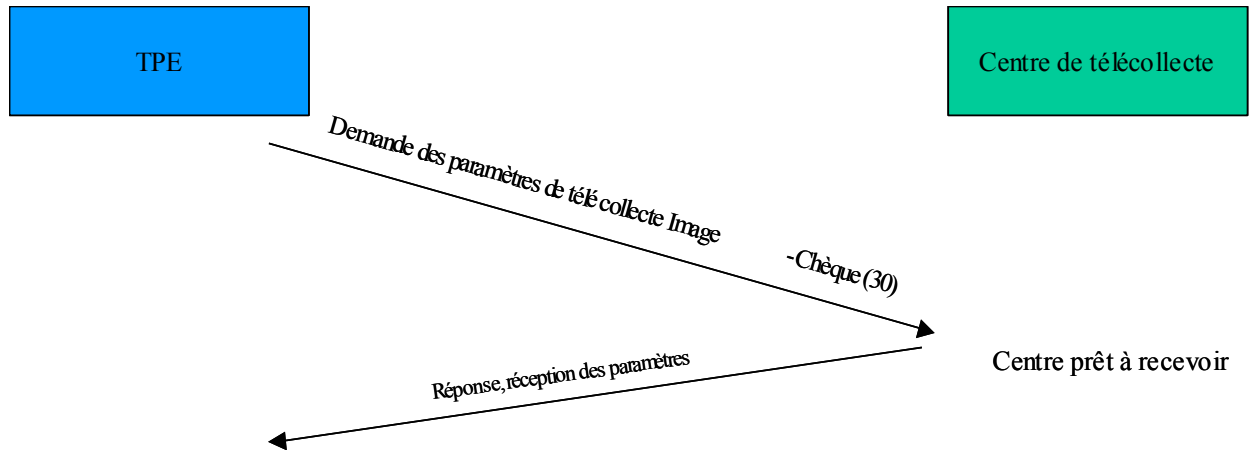 TPE
Centre de télécollecte
Demande des paramètres de télécollecte Image -Chèque (30)
Centre prêt à recevoir
Réponse, réception des paramètres